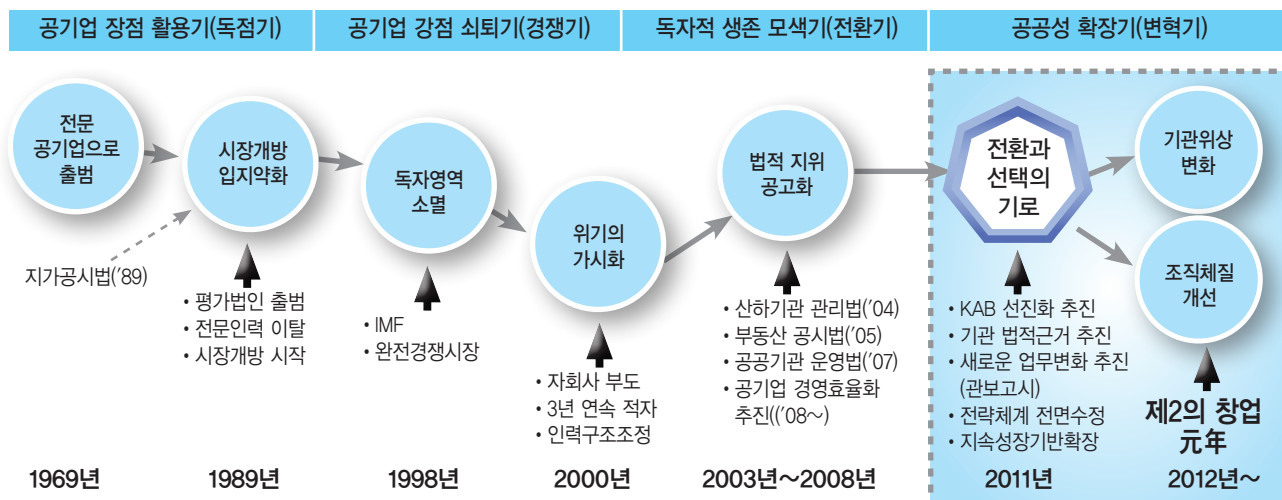 공기업 장점 활용기(독점기)
공기업 강점 쇠퇴기(경쟁기)
독자적 생존 모색기(전환기)
공공성 확장기(변혁기)
전문
공기업으로
출범
시장개방
입지약화
독자영역
소멸
위기의
가시화
법적 지위
공고화
전환과
선택의
기로
기관위상
변화
조직체질
개선
지가공시법('89)
• 평가법인 출범
• 전문인력 이탈
• 시장개방 시작
• IMF
• 완전경쟁시장
• 자회사 부도
• 3년 연속 적자
• 인력구조조정
• 산하기관 관리법('04)
• 부동산 공시법('05)
• 공공기관 운영법('07)
• 공기업 경영효율화
추진(('08～)
• KAB 선진화 추진
• 기관 법적근거 추진
• 새로운 업무변화 추진
(관보고시)
• 전략체계 전면수정
• 지속성장기반확장
제2의 창업
元年
1969년
1989년
1998년
2000년
2003년～2008년
2011년
2012년～